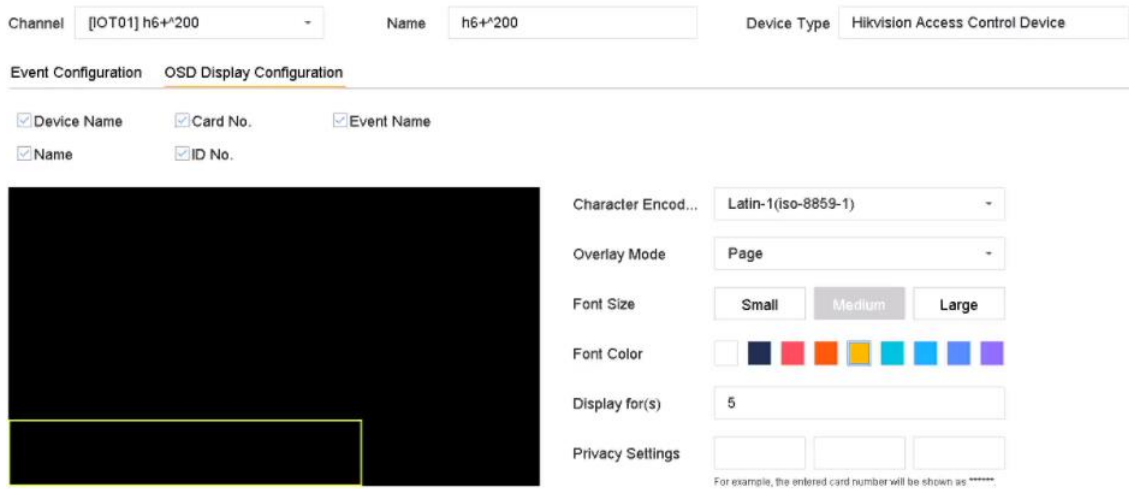 Channel [IOT01] h6+^200 Name h6+^200 Device Type Hikvision Access Control Device
Event Configuration OSD Display Configuration
Device Name Card No. Event Name
Name ID No.
Character Encod... Latin-1(iso-8859-1)
Overlay Mode Page
Font Size Small Medium Large
Font Color
Display for(s) 5
Privacy Settings
For example, the entered card number will be shown as ******